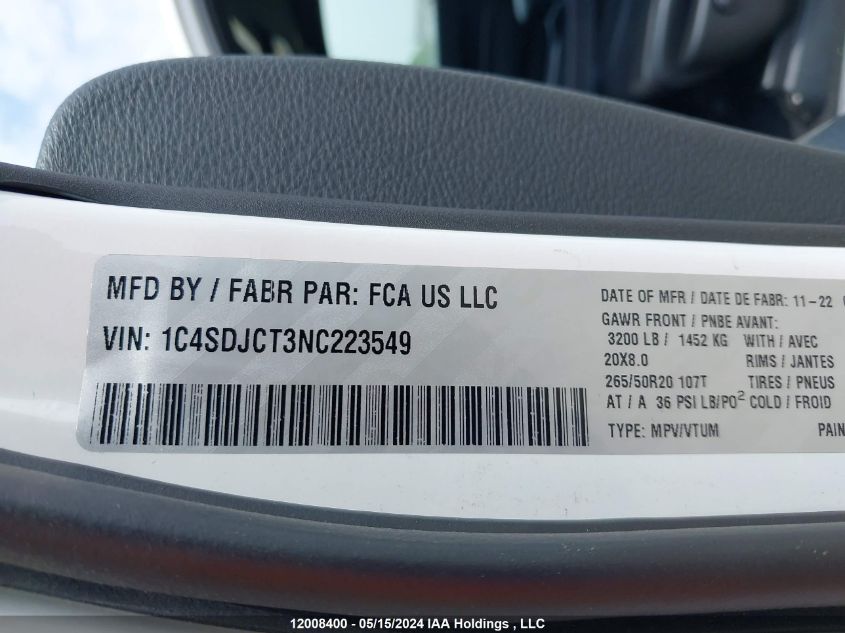 MFD BY / FABR PAR: FCA US LLC
VIN: 1C4SDJCT3NC223549
DATE OF MFR / DATE DE FABR: 11-22
GAWR FRONT / PNBE AVANT:
3200 LB / 1452 KG WITH / AVEC
20X8.0 RIMS / JANTES
265/50R20 107T TIRES / PNEUS
AT / A 36 PSI LB/PO² COLD / FROID
TYPE: MPV/VTUM
12008400 - 05/15/2024 IAA Holdings , LLC